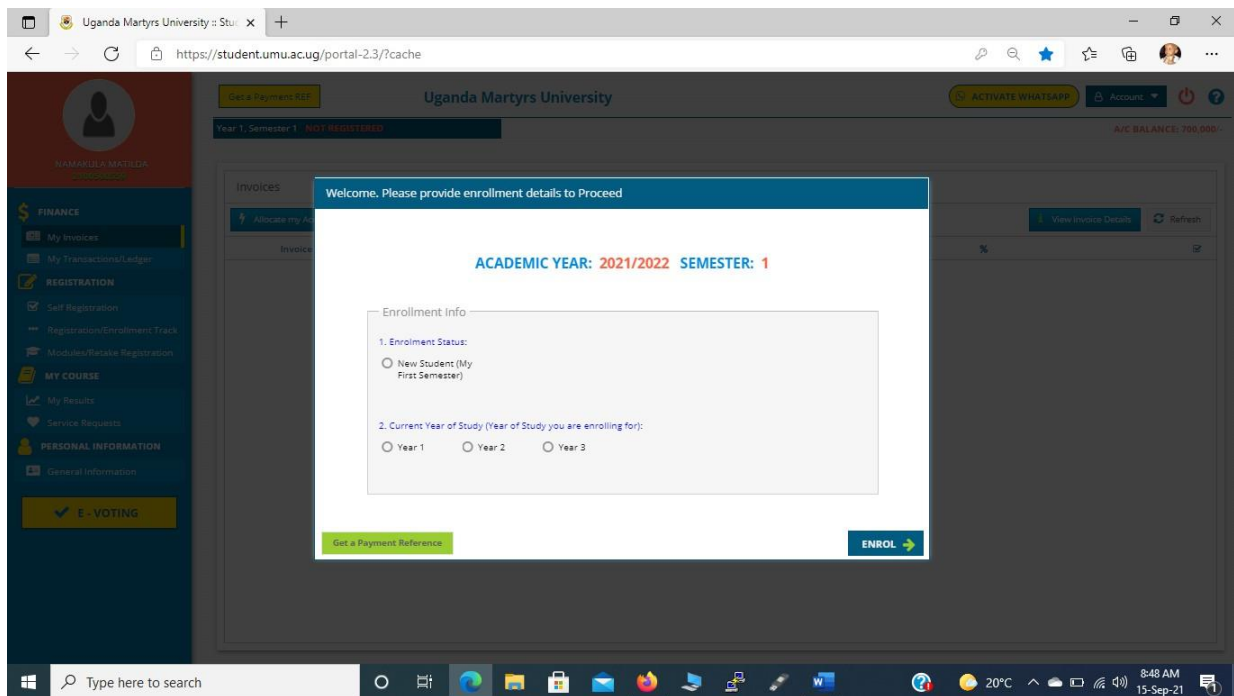 Uganda Martyrs University :: Stu
https://student.umu.ac.ug/portal-2.3/?cache
Get a Payment REF
Uganda Martyrs University
ACTIVATE WHATSAPP
Account
Year 1, Semester 1 NOT REGISTERED
A/C BALANCE: 700,000/-
NAMAKULA MATILDA
Invoices
Welcome. Please provide enrollment details to Proceed
FINANCE
Allocate my Ac
View Invoice Details
Refresh
My Invoices
Invoice
%
My Transactions/Ledger
ACADEMIC YEAR: 2021/2022 SEMESTER: 1
REGISTRATION
Self Registration
Registration/Enrollment Track
Modules/Retake Registration
MY COURSE
My Results
Service Requests
PERSONAL INFORMATION
General Information
E - VOTING
Enrollment Info
1. Enrolment Status:
New Student (My
First Semester)
2. Current Year of Study (Year of Study you are enrolling for):
Year 1 Year 2 Year 3
Get a Payment Reference
ENROL
Type here to search
20°C
8:48 AM
15-Sep-21